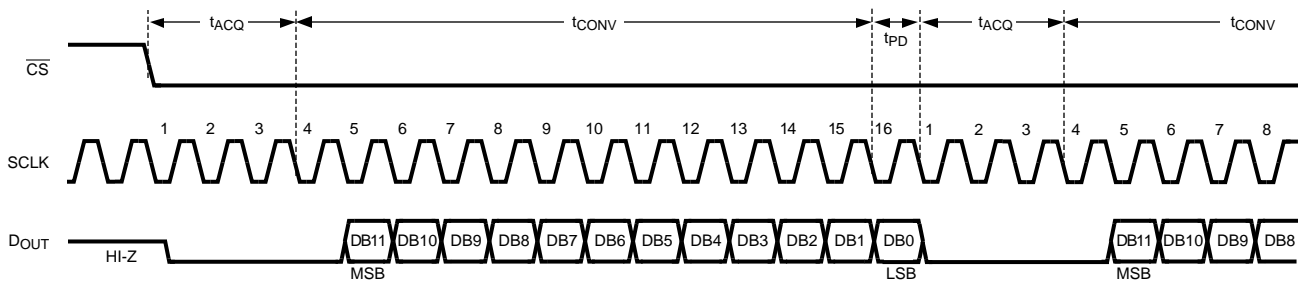 tACQ tCONV tPD tACQ tCONV
CS
1 2 3 4 5 6 7 8 9 10 11 12 13 14 15 16 1 2 3 4 5 6 7 8
SCLK
DOUT
HI-Z
DB11 DB10 DB9 DB8 DB7 DB6 DB5 DB4 DB3 DB2 DB1 DB0 DB11 DB10 DB9 DB8
MSB LSB MSB